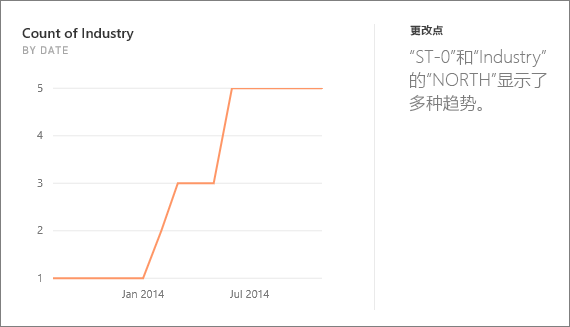 Count of Industry
BY DATE
5
4
3
2
1
Jan 2014 Jul 2014
更改点
“ST-0”和“Industry”
的“NORTH”显示了
多种趋势。